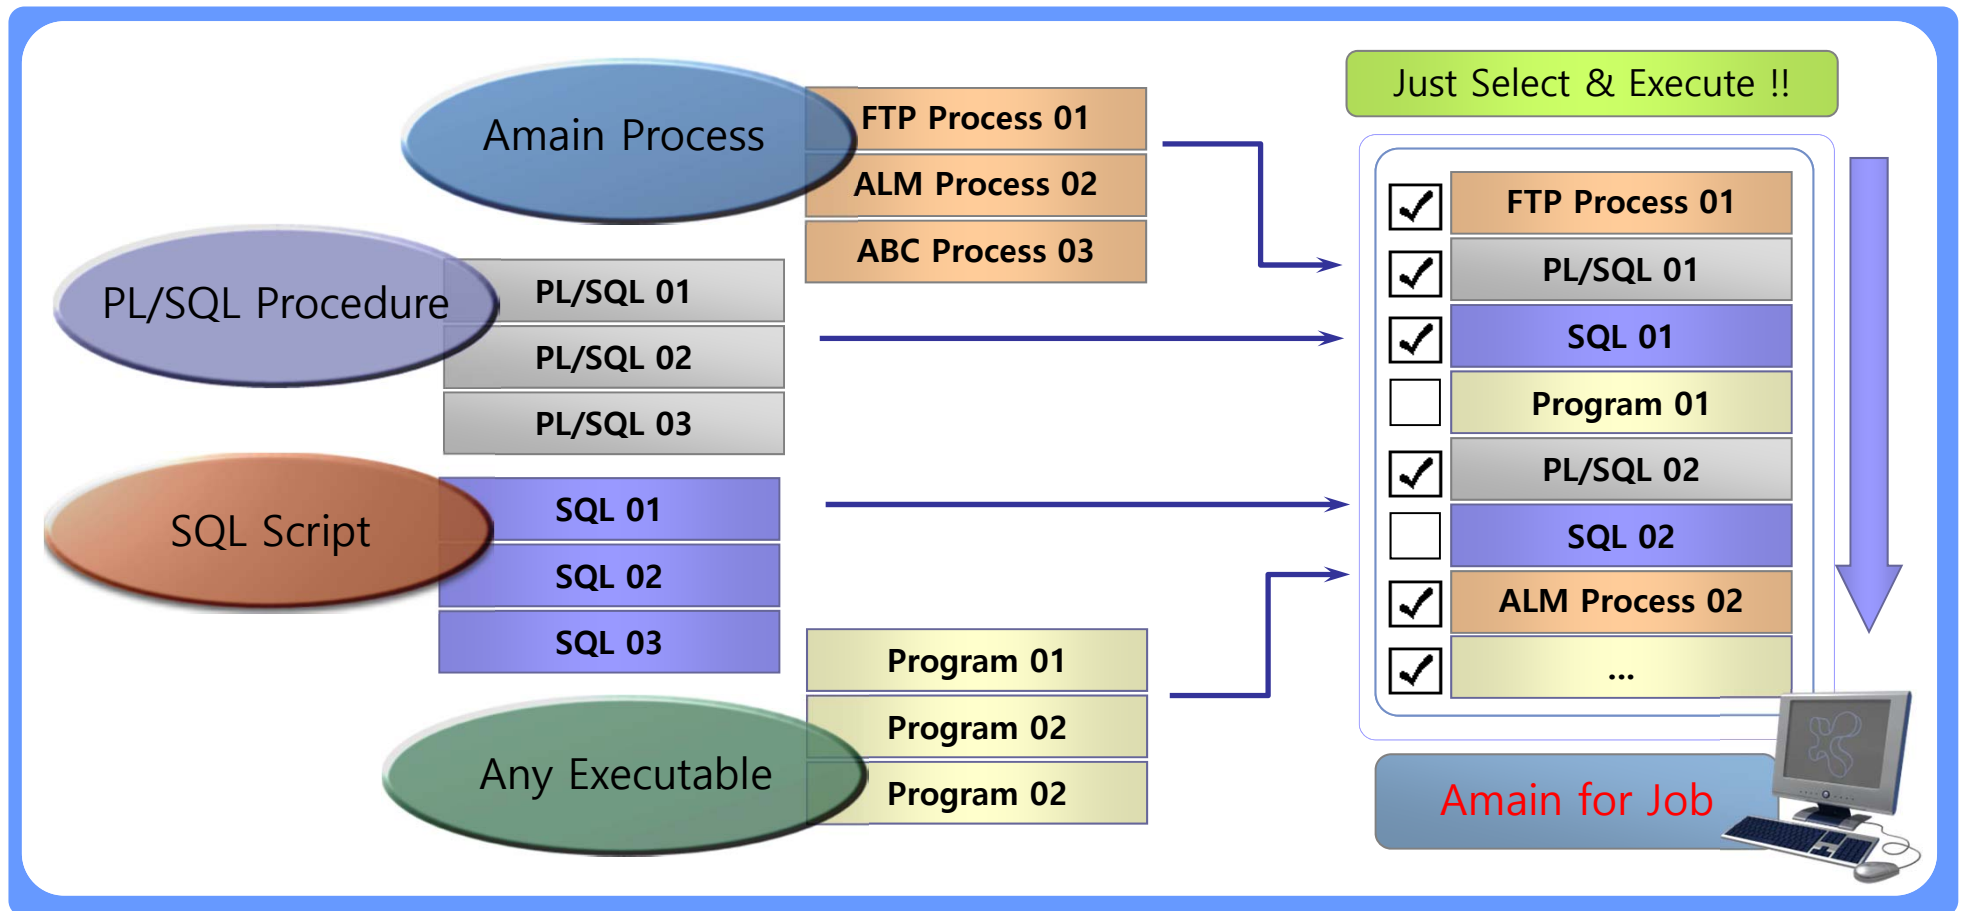 Amain Process
FTP Process 01
ALM Process 02
ABC Process 03
PL/SQL Procedure
PL/SQL 01
PL/SQL 02
PL/SQL 03
SQL Script
SQL 01
SQL 02
SQL 03
Any Executable
Program 01
Program 02
Program 02
Just Select & Execute !!
FTP Process 01
PL/SQL 01
SQL 01
Program 01
PL/SQL 02
SQL 02
ALM Process 02
...
Amain for Job